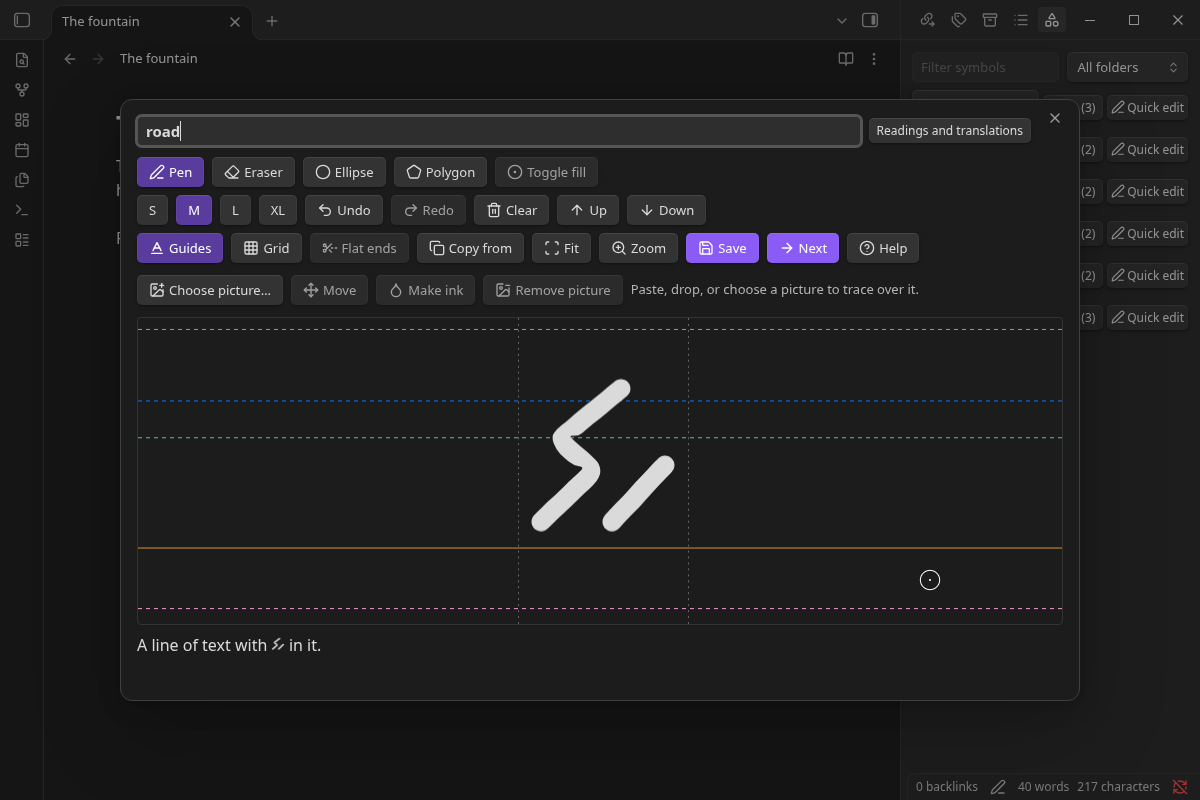 The fountain
The fountain
Filter symbols
All folders
road
Readings and translations
(3)
Quick edit
Pen
Eraser
Ellipse
Polygon
Toggle fill
(2)
Quick edit
S
M
L
XL
Undo
Redo
Clear
Up
Down
(2)
Quick edit
Guides
Grid
Flat ends
Copy from
Fit
Zoom
Save
Next
Help
(2)
Quick edit
Choose picture...
Move
Make ink
Remove picture
Paste, drop, or choose a picture to trace over it.
(2)
Quick edit
(3)
Quick edit
A line of text with in it.
0 backlinks
40 words
217 characters